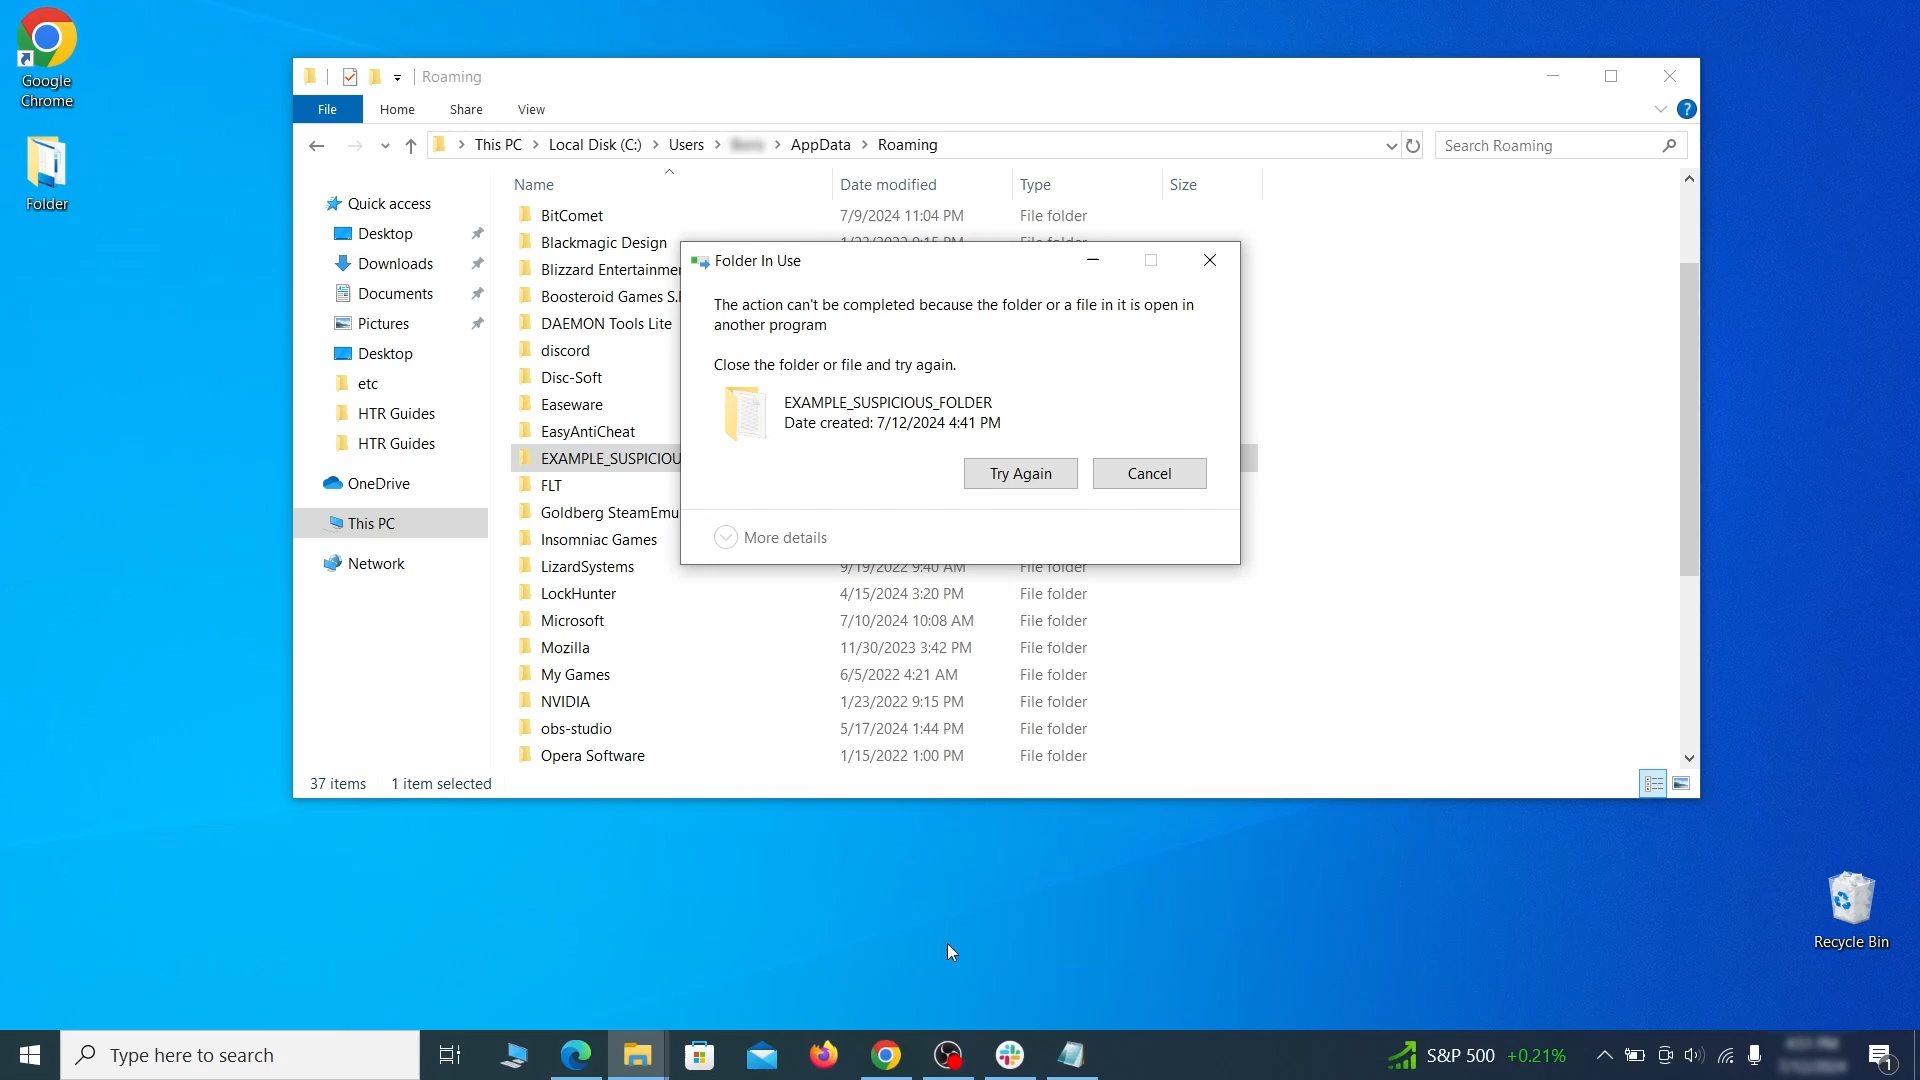 Google
Chrome
Folder
Roaming
File
Home
Share
View
This PC
Local Disk (C:)
Users
AppData
Roaming
Search Roaming
Quick access
Desktop
Downloads
Documents
Pictures
Desktop
etc
HTR Guides
HTR Guides
OneDrive
This PC
Network
Name
Date modified
Type
Size
BitComet 7/9/2024 11:04 PM File folder
Blackmagic Design 1/23/2022 9:15 PM File folder
Blizzard Entertainmen
Boosteroid Games S.
DAEMON Tools Lite
discord
Disc-Soft
Easeware
EasyAntiCheat
EXAMPLE_SUSPICIOU
FLT
Goldberg SteamEmu
Insomniac Games
LizardSystems 9/19/2022 9:40 AM File folder
LockHunter 4/15/2024 3:20 PM File folder
Microsoft 7/10/2024 10:08 AM File folder
Mozilla 11/30/2023 3:42 PM File folder
My Games 6/5/2022 4:21 AM File folder
NVIDIA 1/23/2022 9:15 PM File folder
obs-studio 5/17/2024 1:44 PM File folder
Opera Software 1/15/2022 1:00 PM File folder
Folder In Use
The action can't be completed because the folder or a file in it is open in
another program
Close the folder or file and try again.
EXAMPLE_SUSPICIOUS_FOLDER
Date created: 7/12/2024 4:41 PM
Try Again
Cancel
More details
37 items
1 item selected
Recycle Bin
Type here to search
S&P 500 +0.21%
1